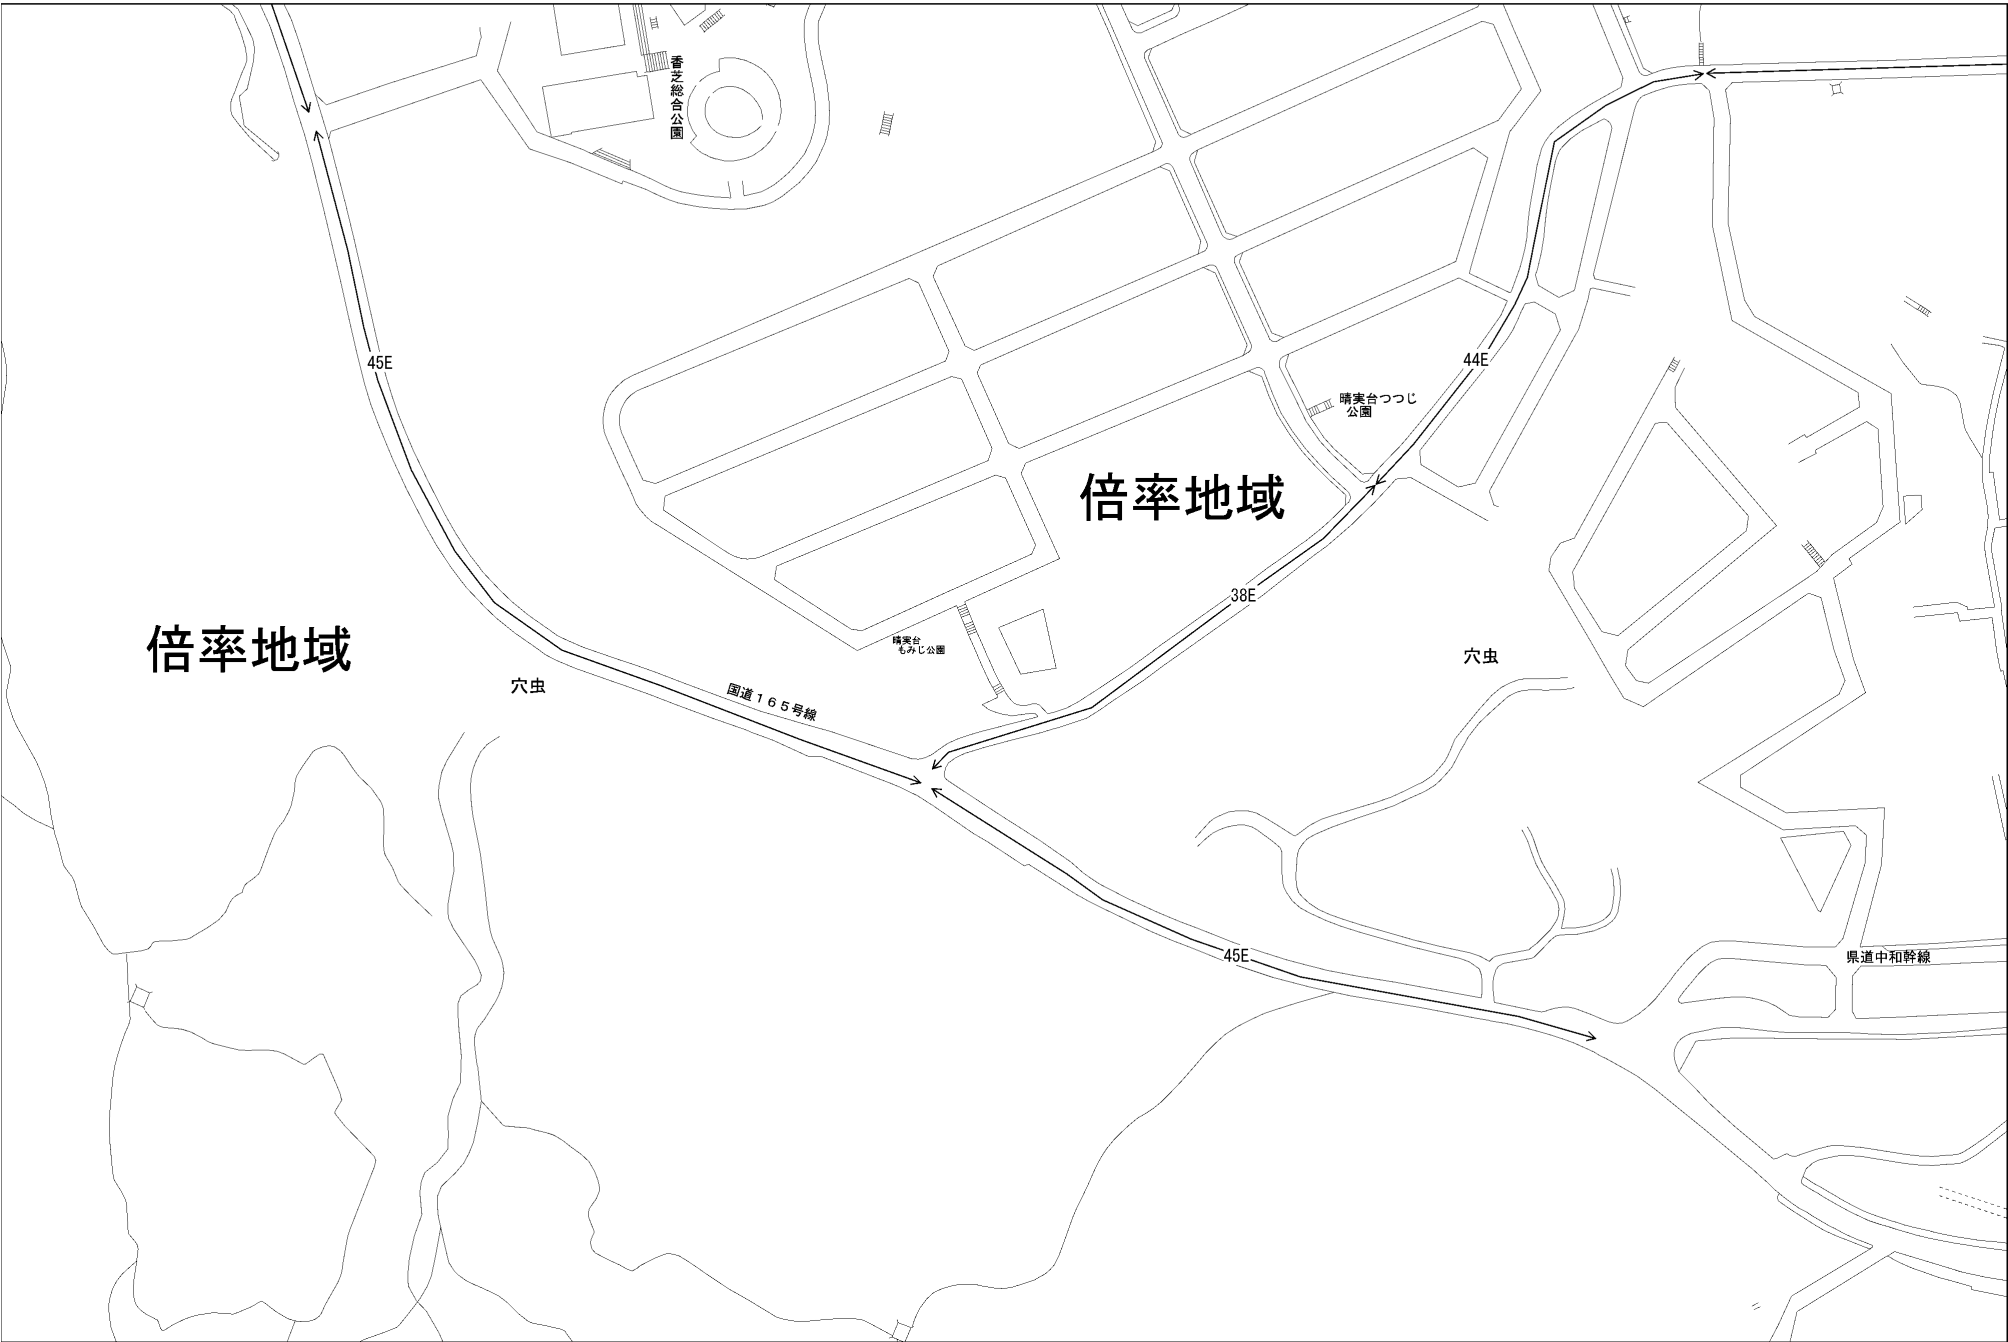 香芝総合公園
45E
44E
晴実台つつじ
公園
倍率地域
38E
倍率地域
晴実台
もみじ公園
穴虫
穴虫
国道１６５号線
45E
県道中和幹線